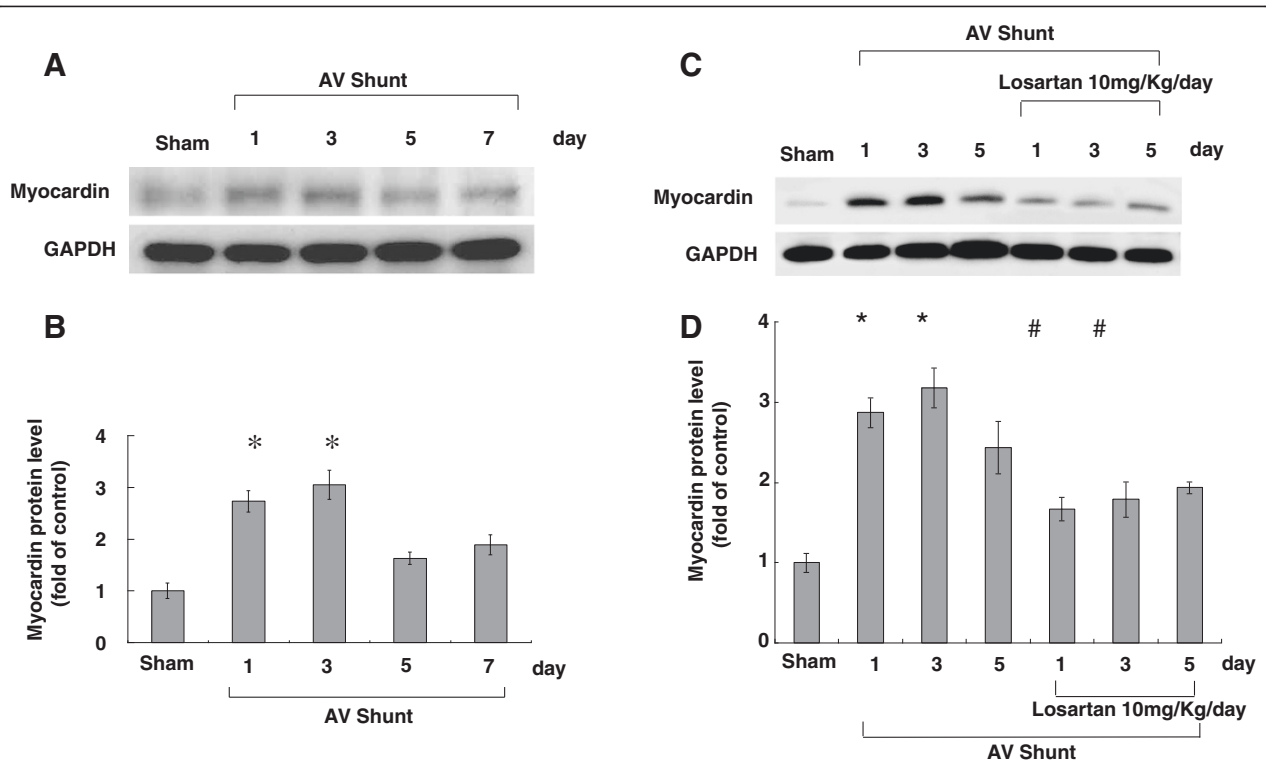 A
AV Shunt
Sham 1 3 5 7 day
Myocardin
GAPDH
B
Myocardin protein level
(fold of control)
4
3
2
1
0
* *
Sham 1 3 5 7 day
AV Shunt
C
AV Shunt
Losartan 10mg/Kg/day
Sham 1 3 5 1 3 5 day
Myocardin
GAPDH
D
Myocardin protein level
(fold of control)
4
3
2
1
0
* * # #
Sham 1 3 5 1 3 5 day
Losartan 10mg/Kg/day
AV Shunt